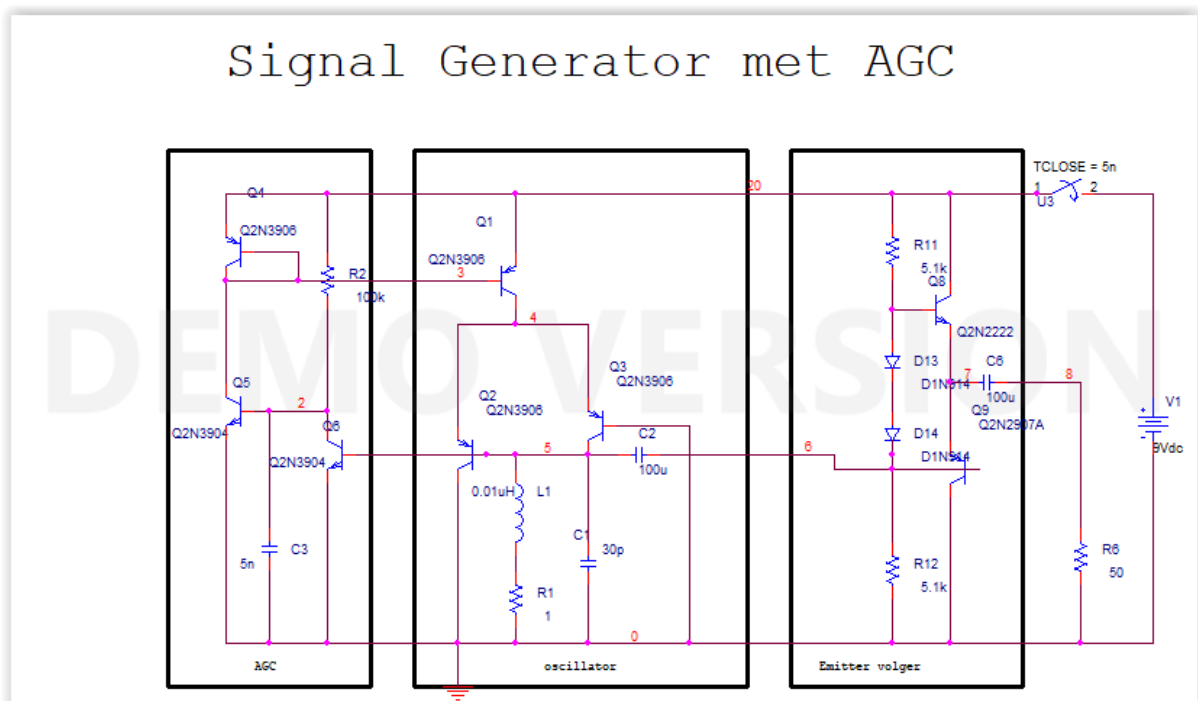 Signal Generator met AGC
DEMO VERSION
TCLOSE = 5n
20
1
2
U3
Q4
Q2N3906
Q1
Q2N3906
3
R2
100k
R11
5.1k
Q8
Q2N2222
4
Q3
Q2N3906
D13
D1N914
C6
7
100u
8
V1
9Vdc
Q5
Q2N3904
2
Q6
Q2N3904
Q2
Q2N3906
5
C2
100u
6
Q9
Q2N2907A
D14
D1N914
0.01uH
L1
C1
30p
C3
5n
R1
1
R12
5.1k
R6
50
0
AGC
oscillator
Emitter volger